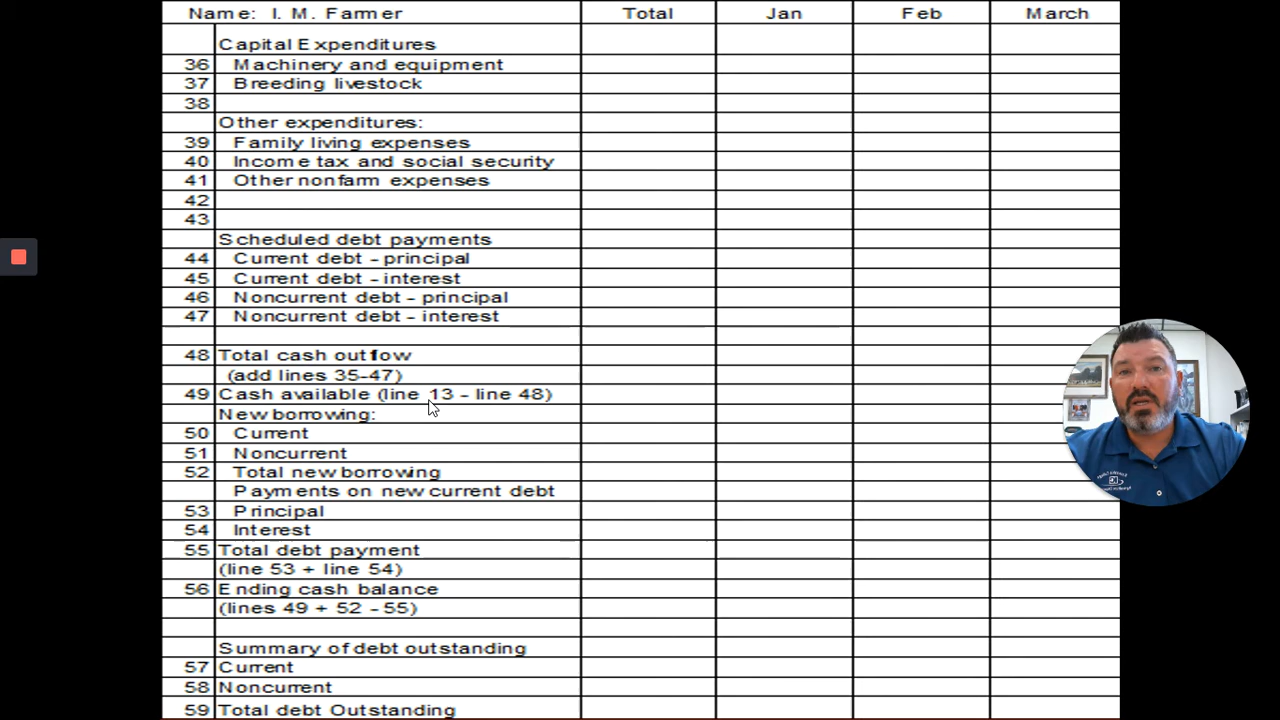 Name: I. M. Farmer Total Jan Feb March
Capital Expenditures
36 Machinery and equipment
37 Breeding livestock
38
Other expenditures:
39 Family living expenses
40 Income tax and social security
41 Other nonfarm expenses
42
43
Scheduled debt payments
44 Current debt - principal
45 Current debt - interest
46 Noncurrent debt - principal
47 Noncurrent debt - interest
48 Total cash outflow
(add lines 35-47)
49 Cash available (line 13 - line 48)
New borrowing:
50 Current
51 Noncurrent
52 Total new borrowing
Payments on new current debt
53 Principal
54 Interest
55 Total debt payment
(line 53 + line 54)
56 Ending cash balance
(lines 49 + 52 - 55)
Summary of debt outstanding
57 Current
58 Noncurrent
59 Total debt Outstanding